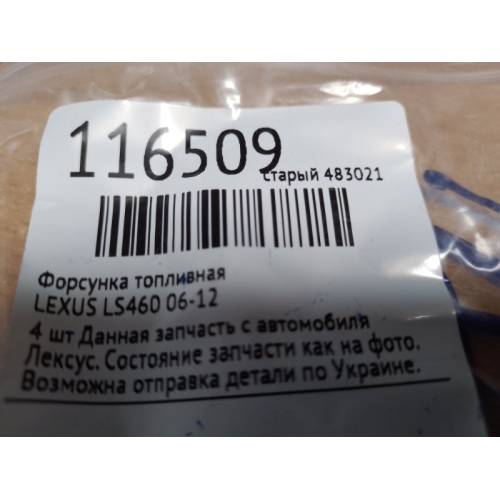 116509
старый 483021
Форсунка топливная
LEXUS LS460 06-12
4 шт Данная запчасть с автомобиля
Лексус. Состояние запчасти как на фото.
Возможна отправка детали по Украине.